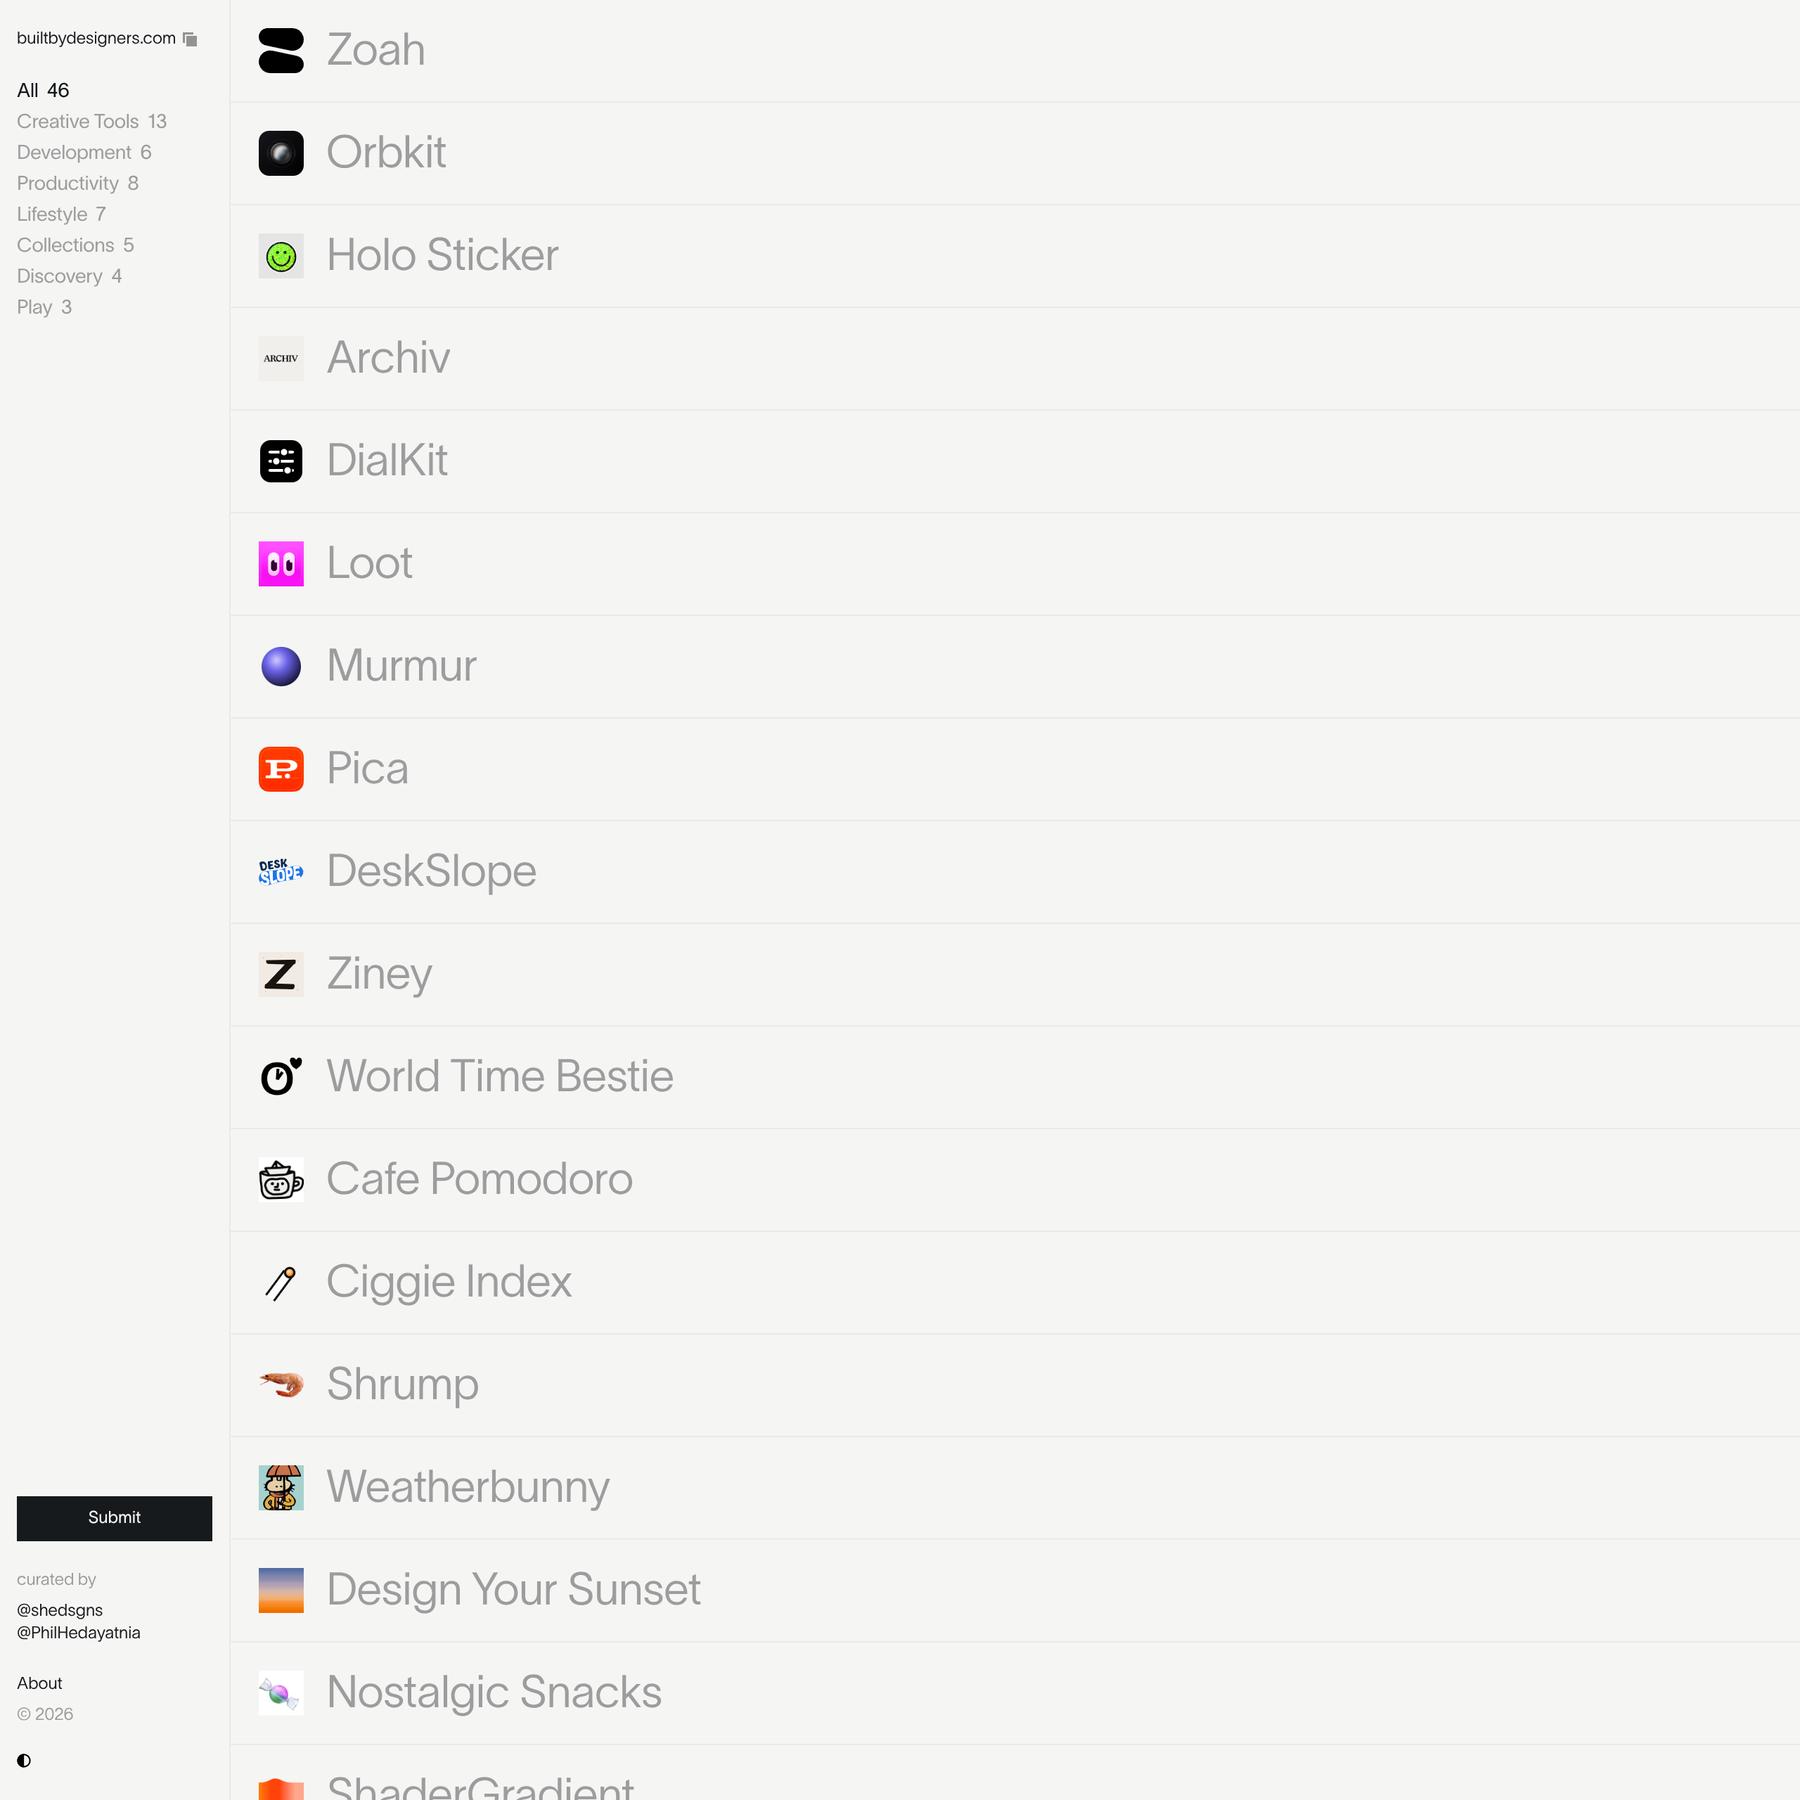 builtbydesigners.com
All 46
Creative Tools 13
Development 6
Productivity 8
Lifestyle 7
Collections 5
Discovery 4
Play 3
Submit
curated by
@shedsgns
@PhilHedayatnia
About
© 2026
Zoah
Orbkit
Holo Sticker
ARCHIV
Archiv
DialKit
Loot
Murmur
P.
Pica
DESK
SLOPE
DeskSlope
Z
Ziney
World Time Bestie
Cafe Pomodoro
Ciggie Index
Shrump
Weatherbunny
Design Your Sunset
Nostalgic Snacks
ShaderGradient